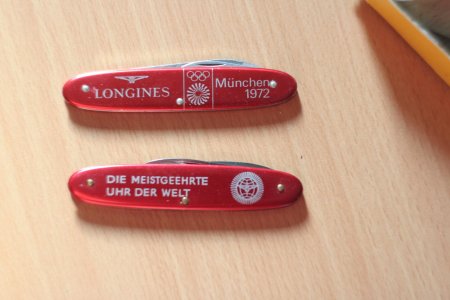 LONGINES
München
1972
DIE MEISTGEEHRTE
UHR DER WELT